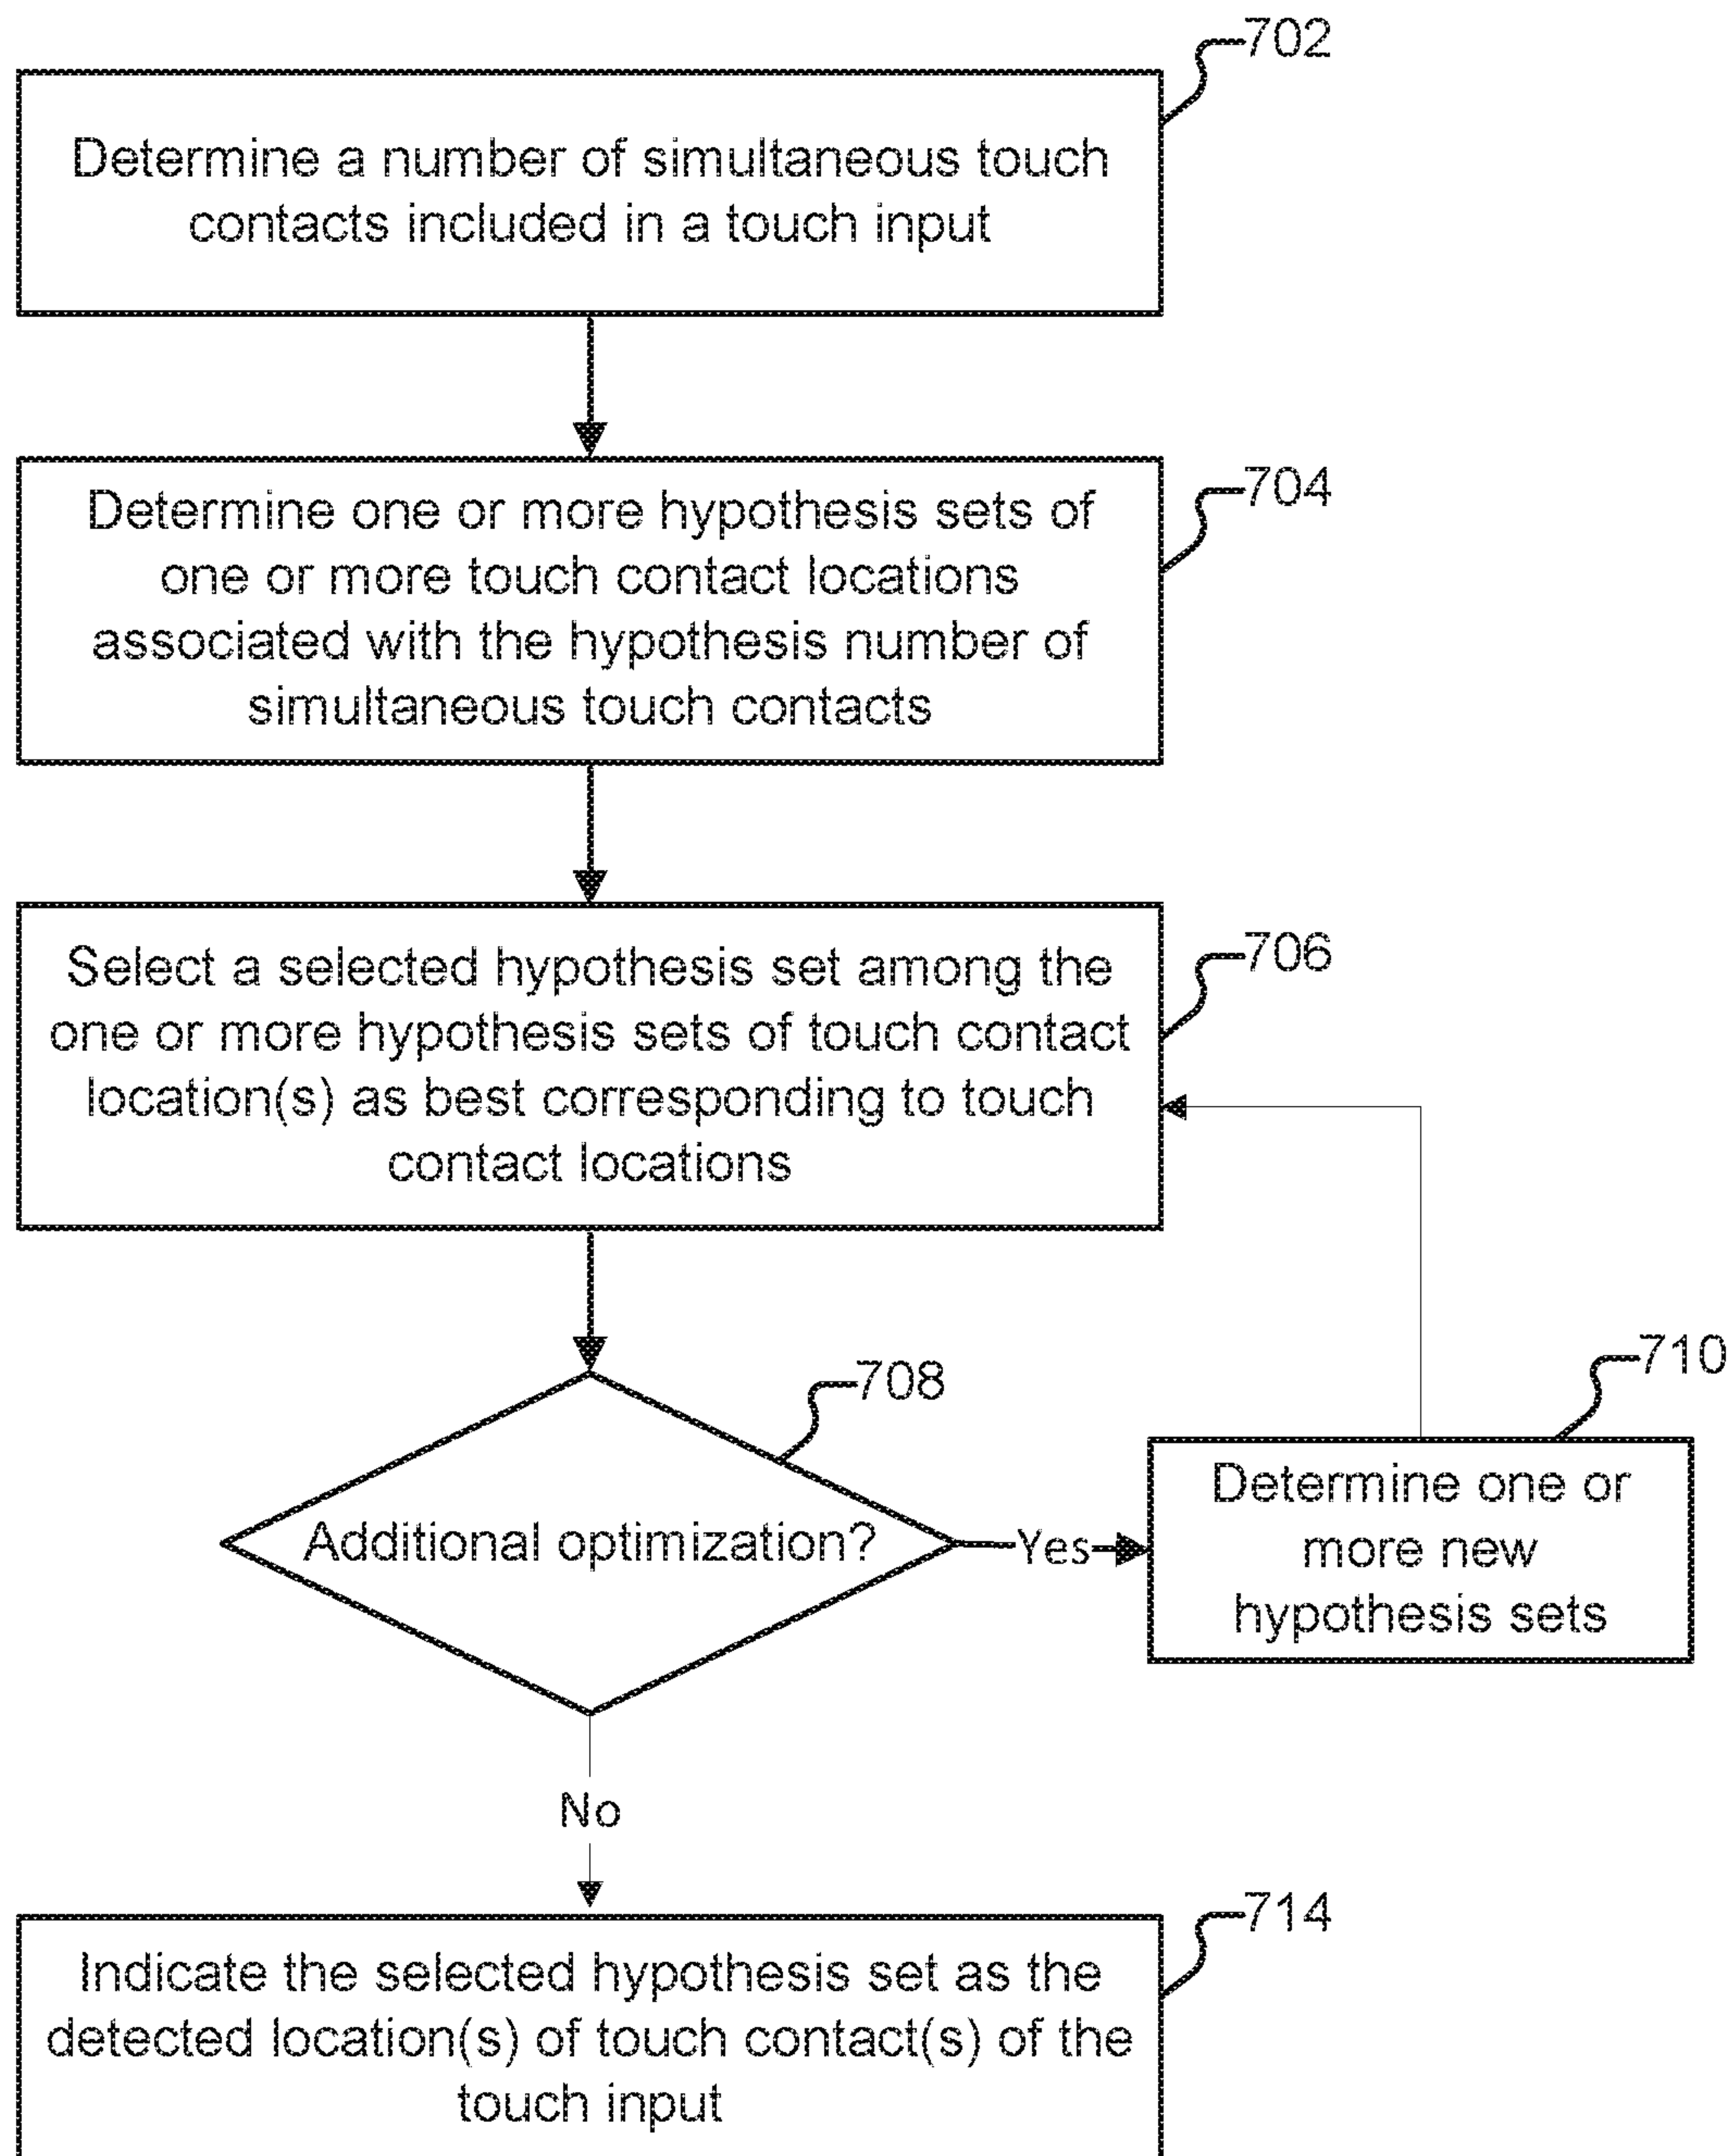 702
Determine a number of simultaneous touch
contacts included in a touch input
704
Determine one or more hypothesis sets of
one or more touch contact locations
associated with the hypothesis number of
simultaneous touch contacts
706
Select a selected hypothesis set among the
one or more hypothesis sets of touch contact
location(s) as best corresponding to touch
contact locations
708
Additional optimization?
Yes
710
Determine one or
more new
hypothesis sets
No
714
Indicate the selected hypothesis set as the
detected location(s) of touch contact(s) of the
touch input